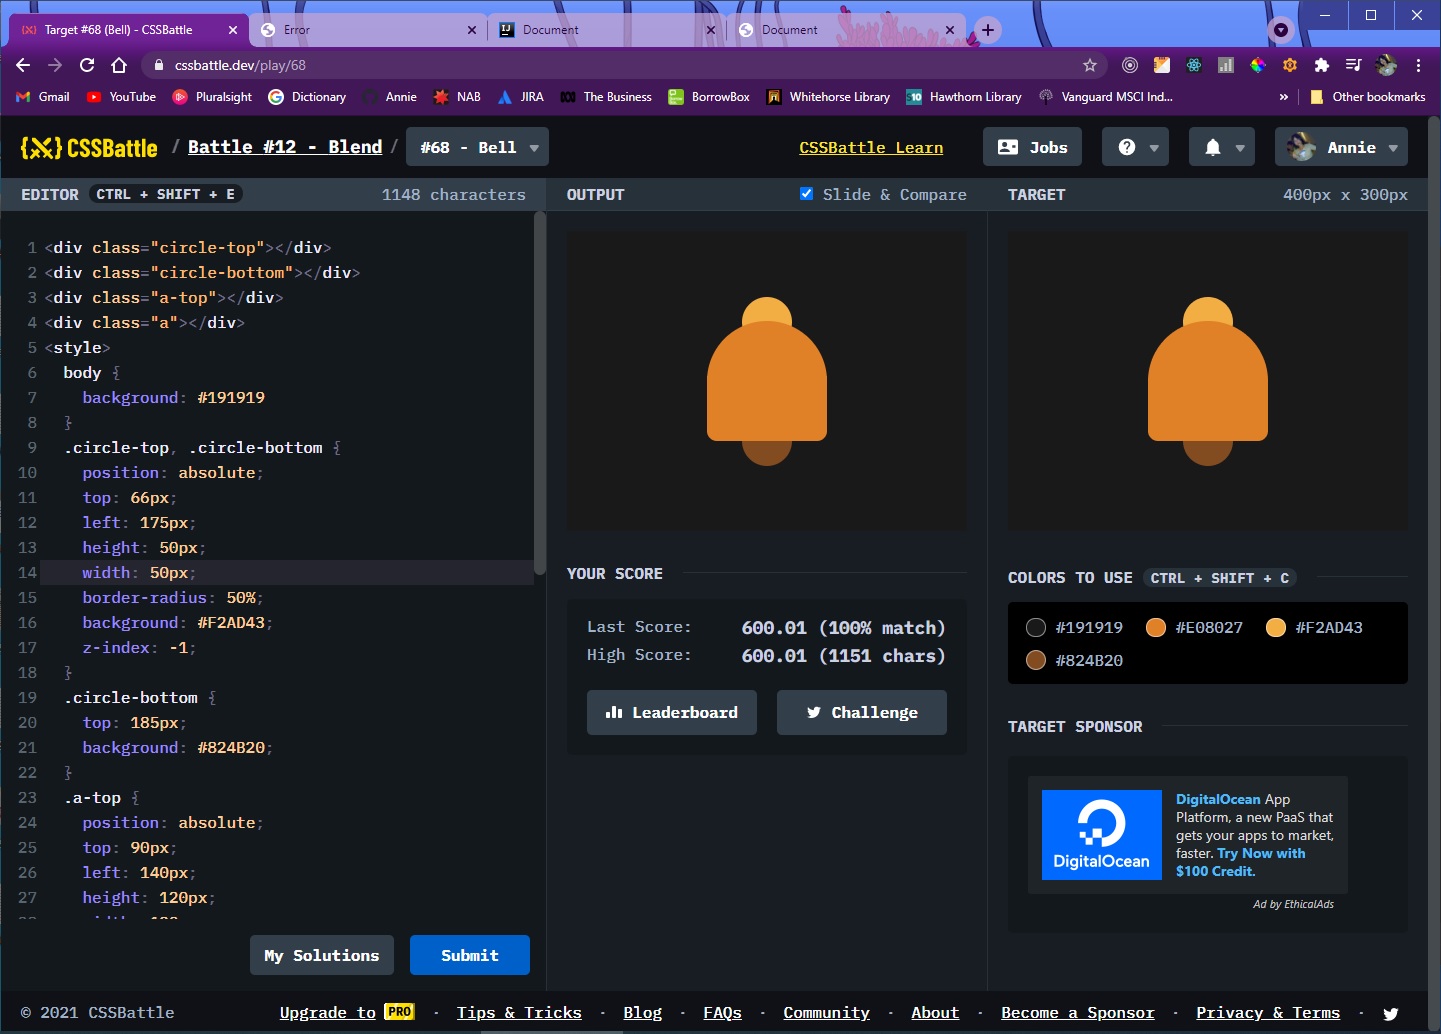 Target #68 (Bell) - CSSBattle
Error
Document
Document
cssbattle.dev/play/68
Gmail
YouTube
Pluralsight
Dictionary
Annie
NAB
JIRA
The Business
BorrowBox
Whitehorse Library
Hawthorn Library
Vanguard MSCI Ind...
»
Other bookmarks
CSSBattle / Battle #12 - Blend / #68 - Bell
CSSBattle Learn
Jobs
Annie
EDITOR CTRL + SHIFT + E 1148 characters
1 <div class="circle-top"></div>
2 <div class="circle-bottom"></div>
3 <div class="a-top"></div>
4 <div class="a"></div>
5 <style>
6 body {
7 background: #191919
8 }
9 .circle-top, .circle-bottom {
10 position: absolute;
11 top: 66px;
12 left: 175px;
13 height: 50px;
14 width: 50px;
15 border-radius: 50%;
16 background: #F2AD43;
17 z-index: -1;
18 }
19 .circle-bottom {
20 top: 185px;
21 background: #824B20;
22 }
23 .a-top {
24 position: absolute;
25 top: 90px;
26 left: 140px;
27 height: 120px;
My Solutions
Submit
OUTPUT
Slide & Compare
YOUR SCORE
Last Score: 600.01 (100% match)
High Score: 600.01 (1151 chars)
Leaderboard
Challenge
TARGET 400px x 300px
COLORS TO USE CTRL + SHIFT + C
#191919 #E08027 #F2AD43
#824B20
TARGET SPONSOR
DigitalOcean
DigitalOcean App
Platform, a new PaaS that
gets your apps to market,
faster. Try Now with
$100 Credit.
Ad by EthicalAds
© 2021 CSSBattle
Upgrade to PRO · Tips & Tricks · Blog · FAQs · Community · About · Become a Sponsor · Privacy & Terms ·